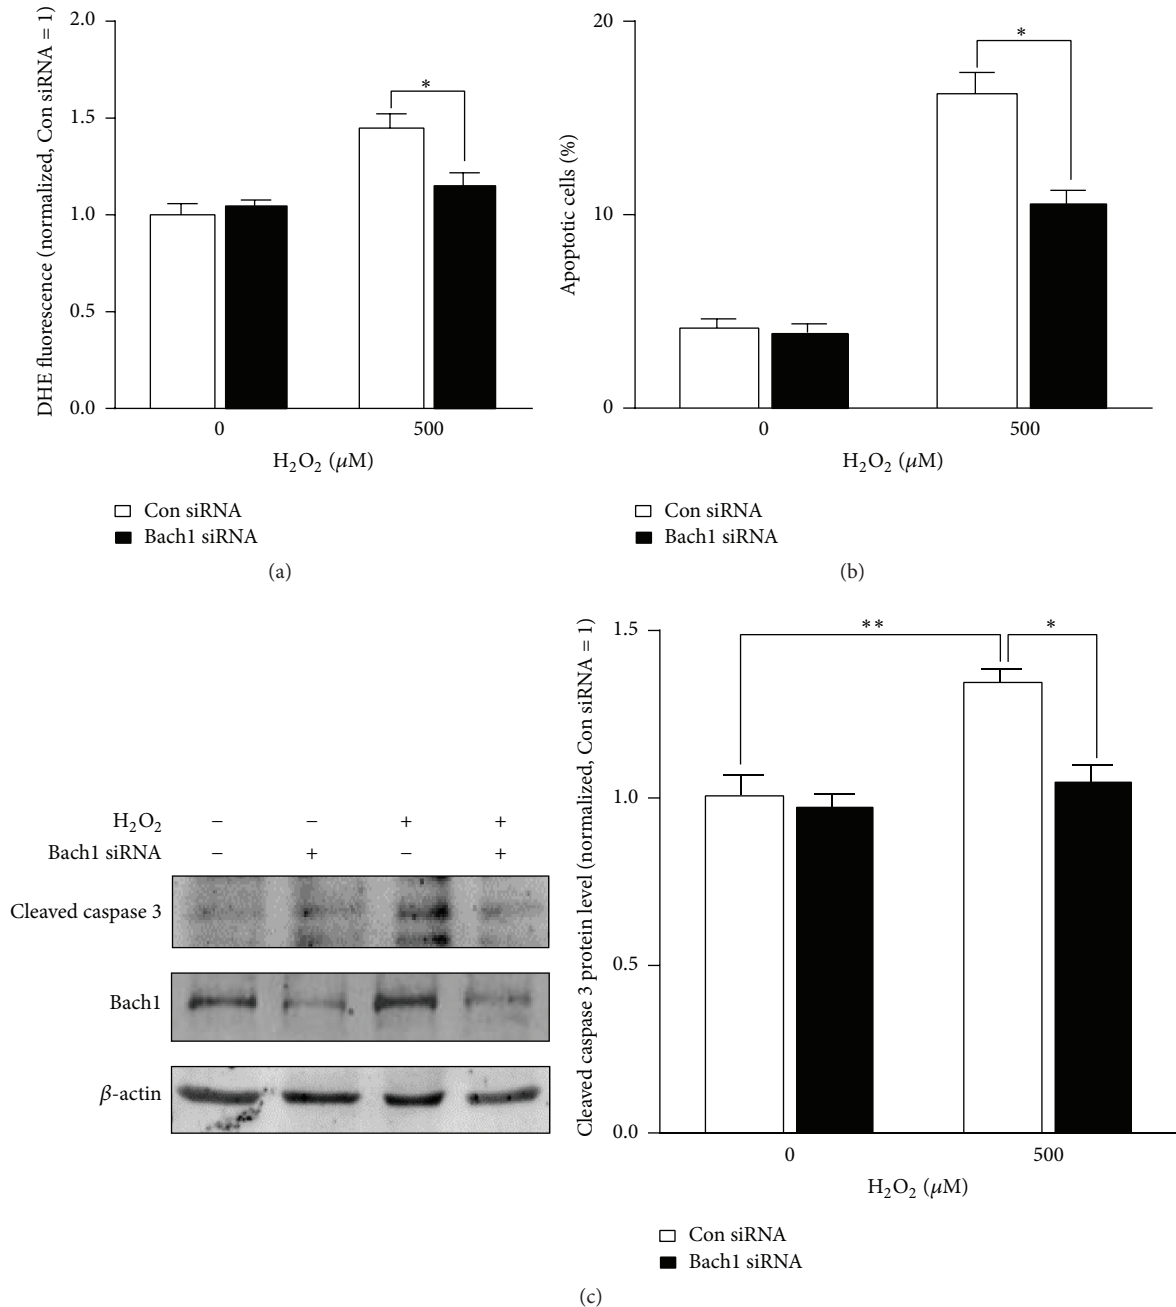 DHE fluorescence (normalized, Con siRNA = 1)
2.0
1.5
1.0
0.5
0.0
*
0
500
H₂O₂ (μM)
Con siRNA
Bach1 siRNA
(a)
Apoptotic cells (%)
20
10
0
*
0
500
H₂O₂ (μM)
Con siRNA
Bach1 siRNA
(b)
H₂O₂ − − + +
Bach1 siRNA − + − +
Cleaved caspase 3
Bach1
β-actin
Cleaved caspase 3 protein level (normalized, Con siRNA = 1)
1.5
1.0
0.5
0.0
**
*
0
500
H₂O₂ (μM)
Con siRNA
Bach1 siRNA
(c)